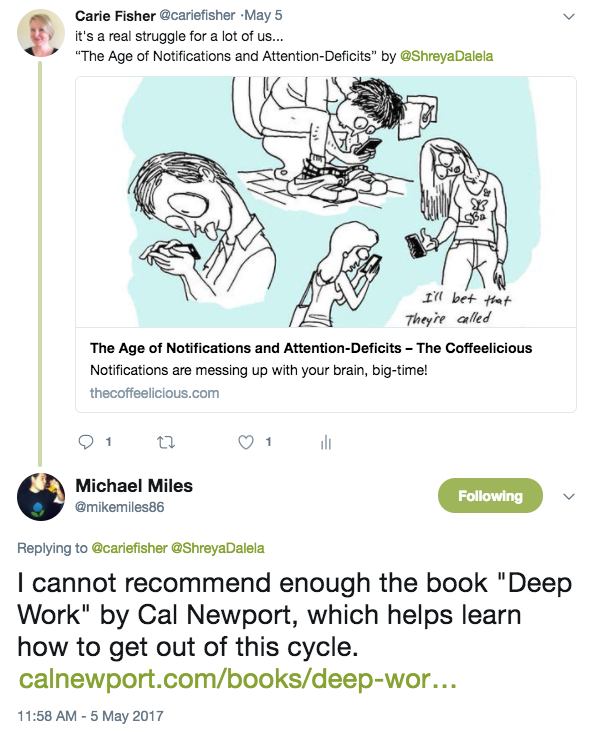 Carie Fisher @cariefisher · May 5
it's a real struggle for a lot of us...
“The Age of Notifications and Attention-Deficits” by @ShreyaDalela
I'll bet that
They're called
The Age of Notifications and Attention-Deficits – The Coffeelicious
Notifications are messing up with your brain, big-time!
thecoffeelicious.com
1 1
Michael Miles
@mikemiles86
Following
Replying to @cariefisher @ShreyaDalela
I cannot recommend enough the book "Deep
Work" by Cal Newport, which helps learn
how to get out of this cycle.
calnewport.com/books/deep-wor…
11:58 AM - 5 May 2017